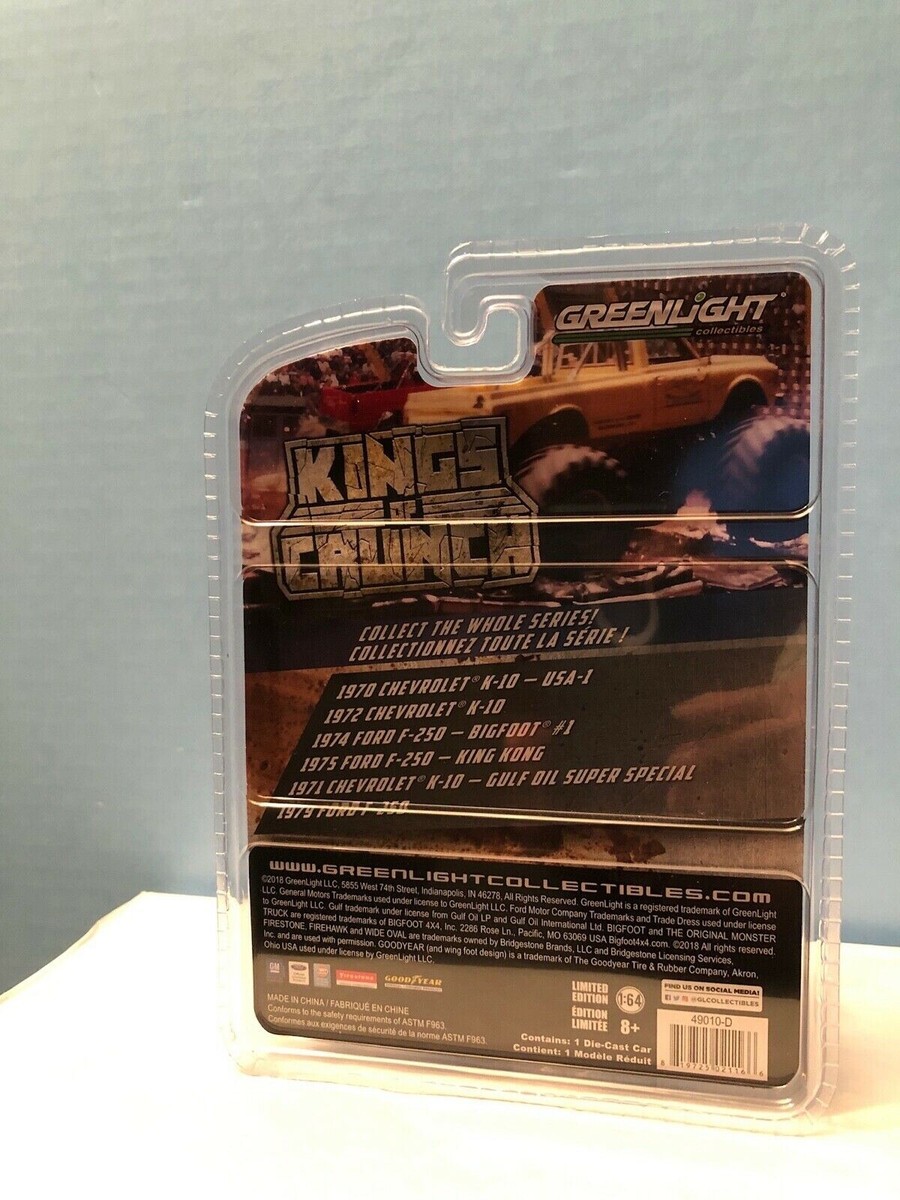 GREENLIGHT®
collectibles
KINGS
OF
CRUNCH
COLLECT THE WHOLE SERIES!
COLLECTIONNEZ TOUTE LA SÉRIE !
1970 CHEVROLET® K-10 – USA-1
1972 CHEVROLET® K-10
1974 FORD F-250 – BIGFOOT® #1
1975 FORD F-250 – KING KONG
1971 CHEVROLET® K-10 – GULF OIL SUPER SPECIAL
1979 FORD F-250
WWW.GREENLIGHTCOLLECTIBLES.COM
©2018 GreenLight LLC, 5855 West 74th Street, Indianapolis, IN 46278, All Rights Reserved. GreenLight is a registered trademark of GreenLight
LLC. General Motors Trademarks used under license to GreenLight LLC. Ford Motor Company Trademarks and Trade Dress used under license
to GreenLight LLC. Gulf trademark under license from Gulf Oil LP and Gulf Oil International Ltd. BIGFOOT and THE ORIGINAL MONSTER
TRUCK are registered trademarks of BIGFOOT 4X4, Inc. 2286 Rose Ln., Pacific, MO 63069 USA Bigfoot4x4.com. ©2018 All rights reserved.
FIRESTONE, FIREHAWK and WIDE OVAL are trademarks owned by Bridgestone Brands, LLC and Bridgestone Licensing Services,
Inc. and are used with permission. GOODYEAR (and wing foot design) is a trademark of The Goodyear Tire & Rubber Company, Akron,
Ohio USA used under license by GreenLight LLC.
GM
Firestone
GOODYEAR
MADE IN CHINA / FABRIQUÉ EN CHINE
Conforms to the safety requirements of ASTM F963.
Conformes aux exigences de sécurité de la norme ASTM F963.
LIMITED
EDITION
ÉDITION
LIMITÉE
1:64
8+
Contains: 1 Die-Cast Car
Contient: 1 Modèle Réduit
FIND US ON SOCIAL MEDIA!
@GLCOLLECTIBLES
49010-D
8 19725 02116 6